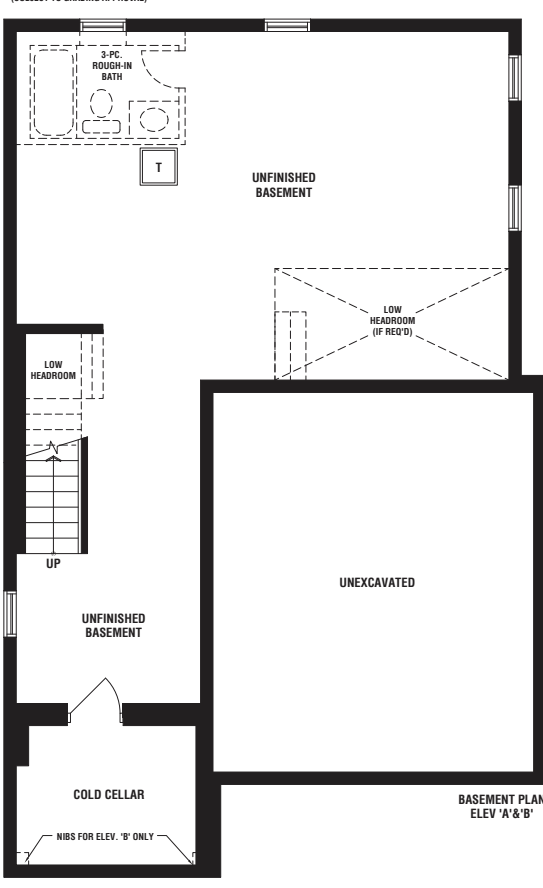 3-PC.
ROUGH-IN
BATH
T
UNFINISHED
BASEMENT
LOW
HEADROOM
(IF REQ'D)
LOW
HEADROOM
UP
UNEXCAVATED
UNFINISHED
BASEMENT
COLD CELLAR
NIBS FOR ELEV. 'B' ONLY
BASEMENT PLAN
ELEV 'A'&'B'